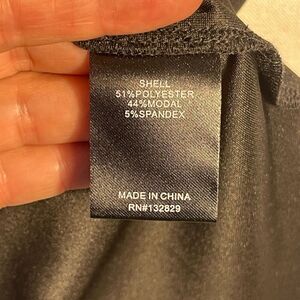 SHELL
51%POLYESTER
44%MODAL
5%SPANDEX
MADE IN CHINA
RN#132829